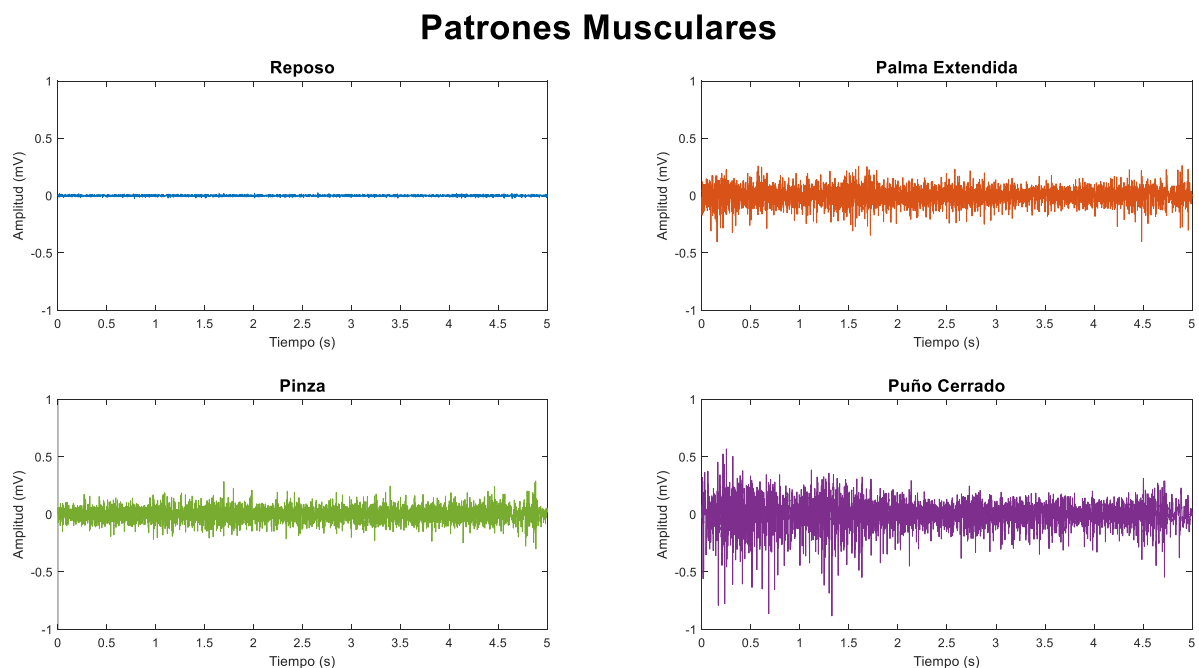 Patrones Musculares
Reposo
Amplitud (mV)
1
0.5
0
-0.5
-1
0 0.5 1 1.5 2 2.5 3 3.5 4 4.5 5
Tiempo (s)
Palma Extendida
Amplitud (mV)
1
0.5
0
-0.5
-1
0 0.5 1 1.5 2 2.5 3 3.5 4 4.5 5
Tiempo (s)
Pinza
Amplitud (mV)
1
0.5
0
-0.5
-1
0 0.5 1 1.5 2 2.5 3 3.5 4 4.5 5
Tiempo (s)
Puño Cerrado
Amplitud (mV)
1
0.5
0
-0.5
-1
0 0.5 1 1.5 2 2.5 3 3.5 4 4.5 5
Tiempo (s)